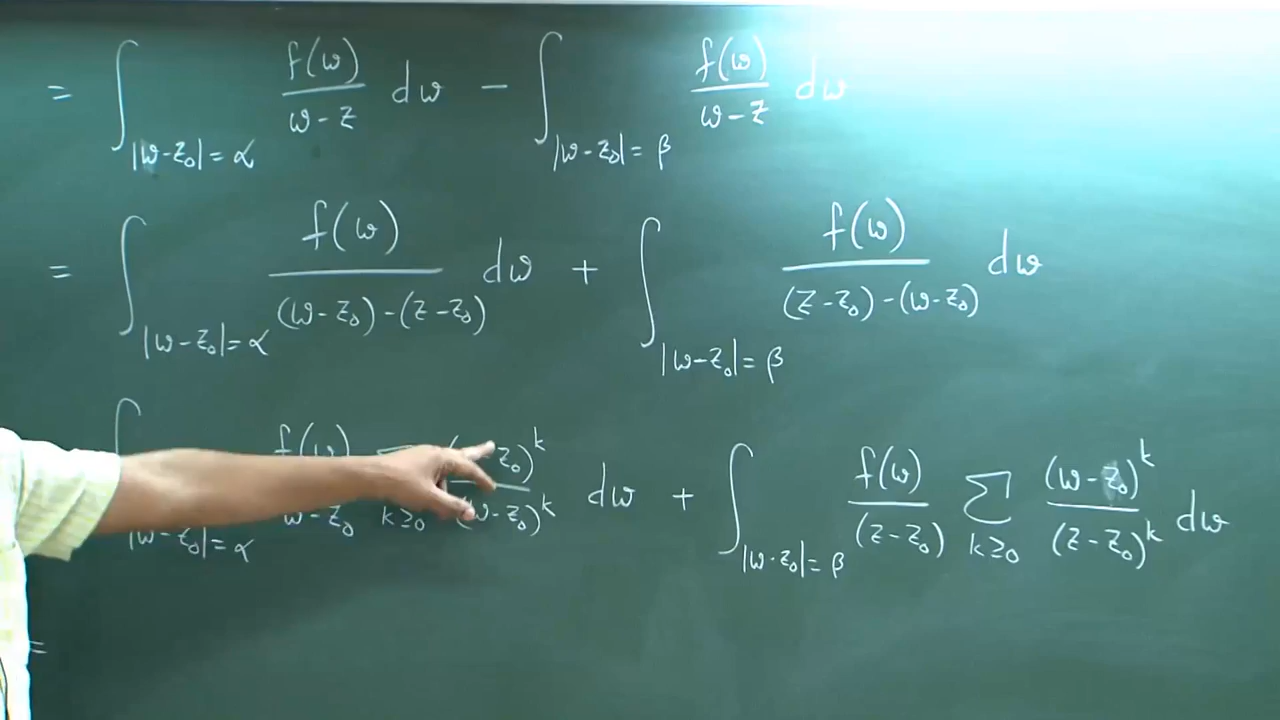 = ∫_{|w-z₀|=α} f(w)/(w-z) dw - ∫_{|w-z₀|=β} f(w)/(w-z) dw
= ∫_{|w-z₀|=α} f(w)/((w-z₀)-(z-z₀)) dw + ∫_{|w-z₀|=β} f(w)/((z-z₀)-(w-z₀)) dw
∫_{|w-z₀|=α} f(w)/(w-z₀) k≥0 ( -z₀)^k/(w-z₀)^k dw + ∫_{|w-z₀|=β} f(w)/(z-z₀) Σ_{k≥0} (w-z₀)^k/(z-z₀)^k dw
=